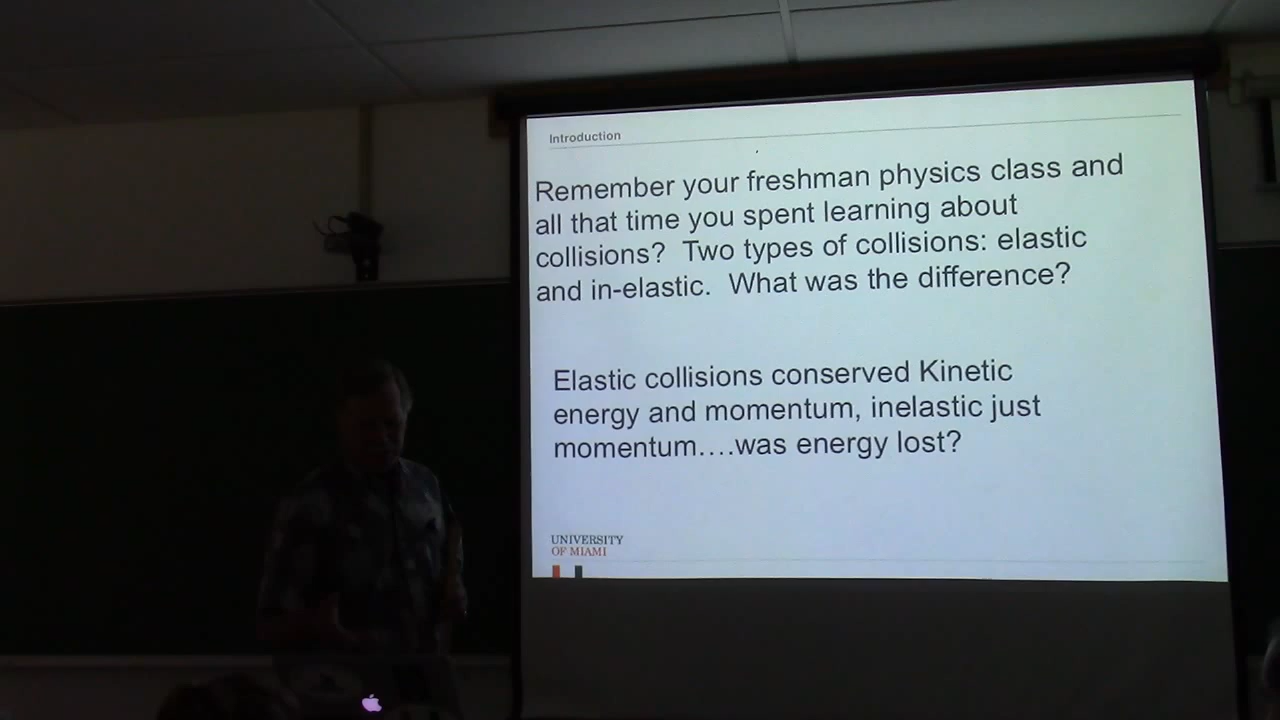 Introduction
Remember your freshman physics class and
all that time you spent learning about
collisions?  Two types of collisions: elastic
and in-elastic.  What was the difference?
Elastic collisions conserved Kinetic
energy and momentum, inelastic just
momentum….was energy lost?
UNIVERSITY
OF MIAMI